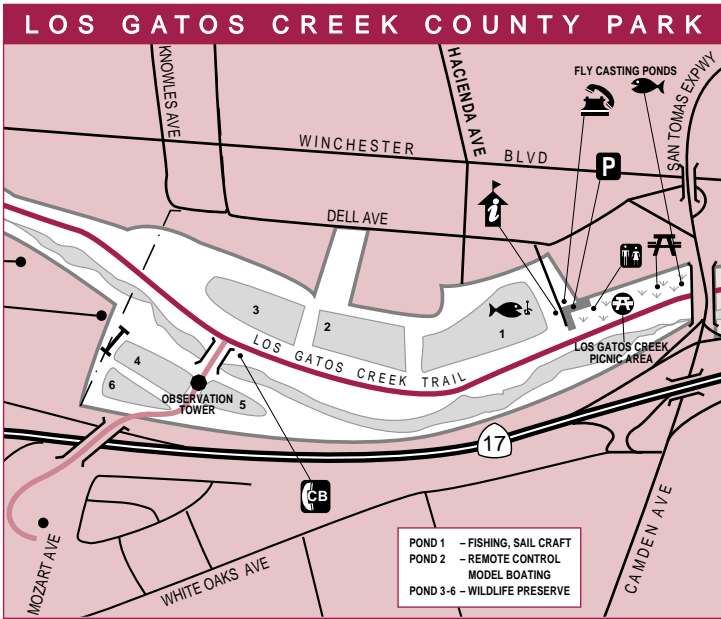 LOS GATOS CREEK COUNTY PARK
KNOWLES AVE
HACIENDA AVE
FLY CASTING PONDS
SAN TOMAS EXPWY
WINCHESTER BLVD
P
DELL AVE
i
3
2
1
LOS GATOS CREEK TRAIL
LOS GATOS CREEK
PICNIC AREA
4
6
5
OBSERVATION
TOWER
17
CB
MOZART AVE
WHITE OAKS AVE
CAMDEN AVE
POND 1 – FISHING, SAIL CRAFT
POND 2 – REMOTE CONTROL
MODEL BOATING
POND 3-6 – WILDLIFE PRESERVE